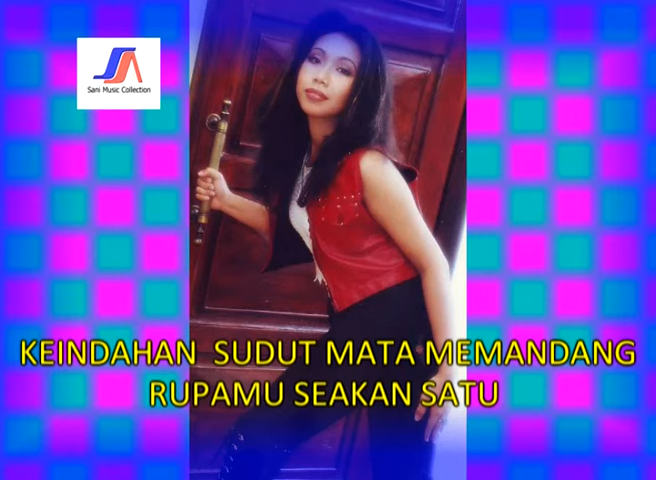 Sani Music Collection
KEINDAHAN SUDUT MATA MEMANDANG
RUPAMU SEAKAN SATU